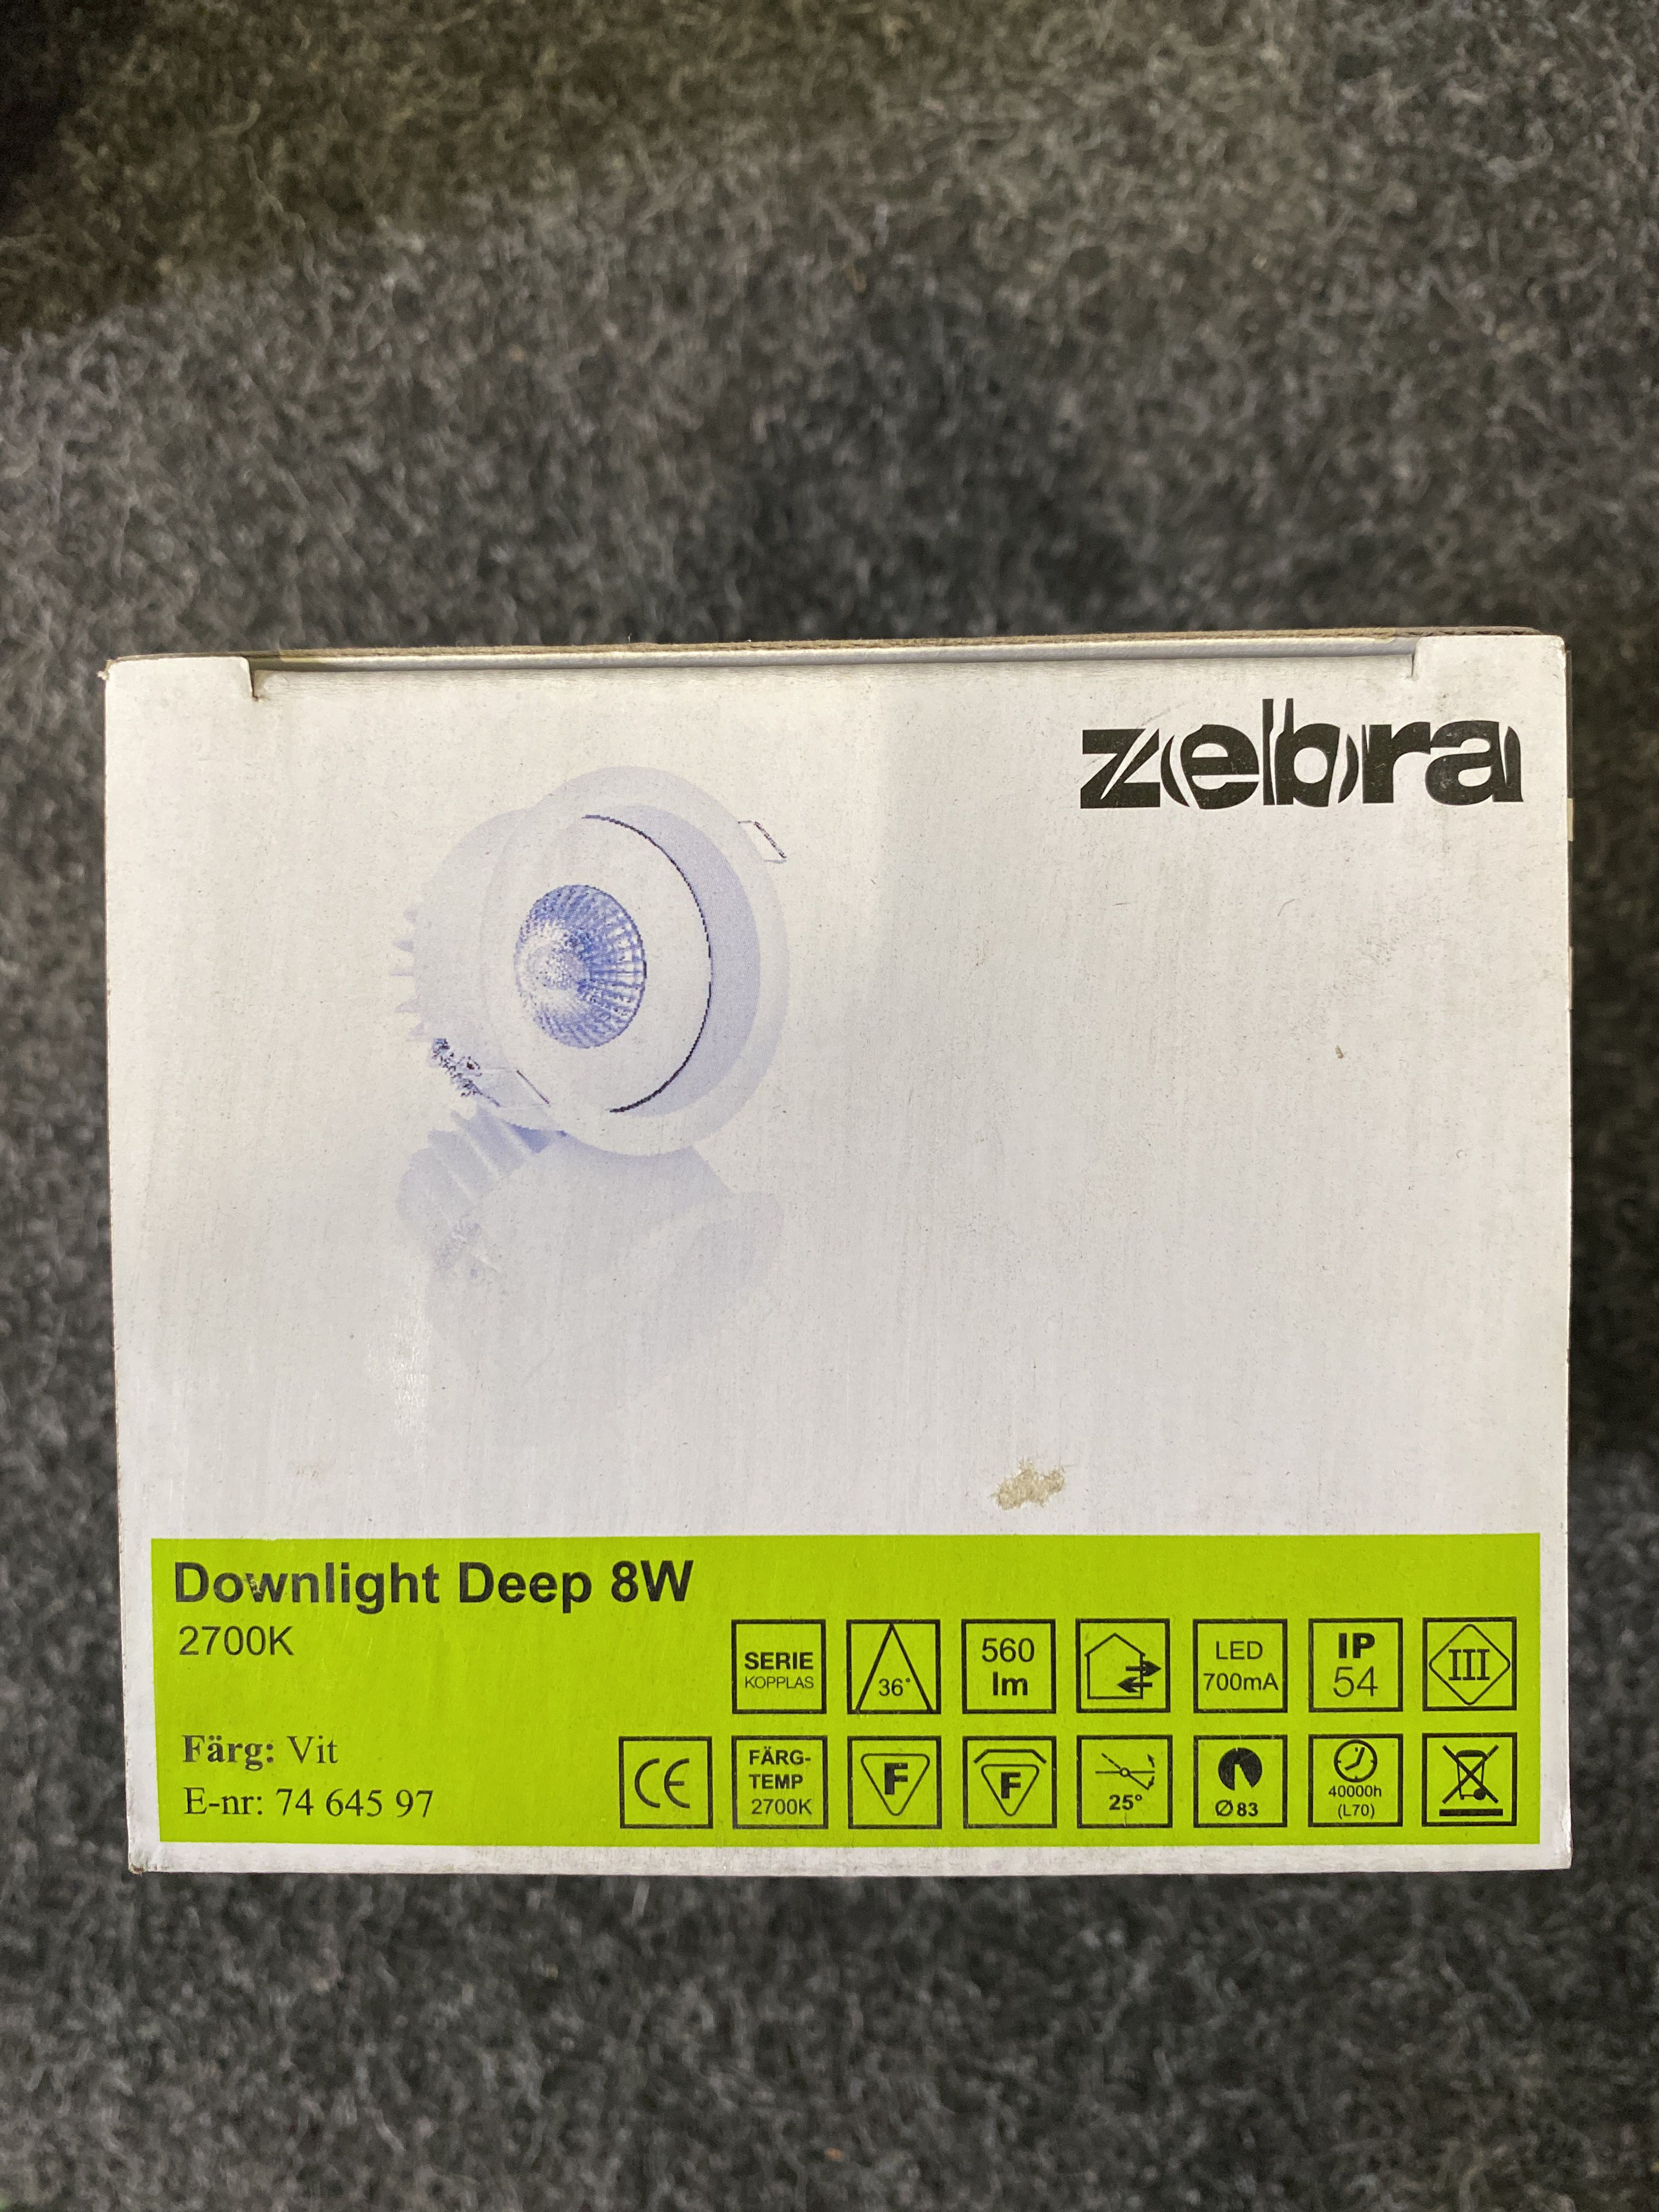 zebra
Downlight Deep 8W
2700K
SERIE
KOPPLAS
36°
560
lm
LED
700mA
IP
54
III
Färg: Vit
E-nr: 74 645 97
CE
FÄRG-
TEMP
2700K
F
F
25°
Ø83
40000h
(L70)